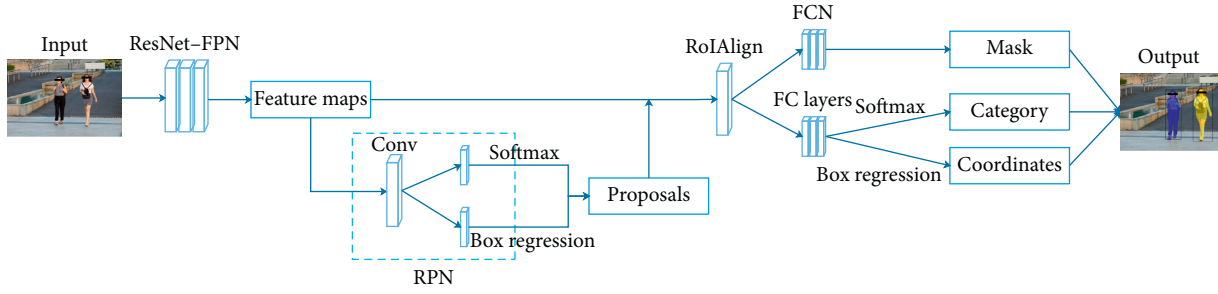 Input
ResNet–FPN
Feature maps
Conv
Softmax
Box regression
RPN
Proposals
RoIAlign
FCN
FC layers
Softmax
Box regression
Mask
Category
Coordinates
Output